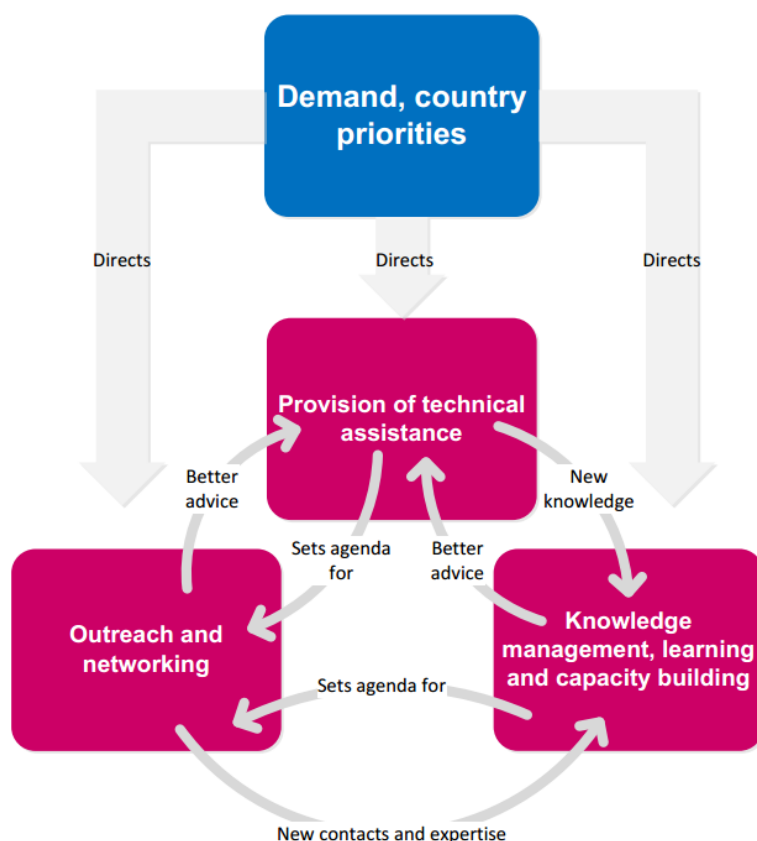 Demand, country
priorities
Directs
Directs
Directs
Provision of technical
assistance
Better
advice
New
knowledge
Sets agenda
for
Better
advice
Outreach and
networking
Knowledge
management, learning
and capacity building
Sets agenda for
New contacts and expertise